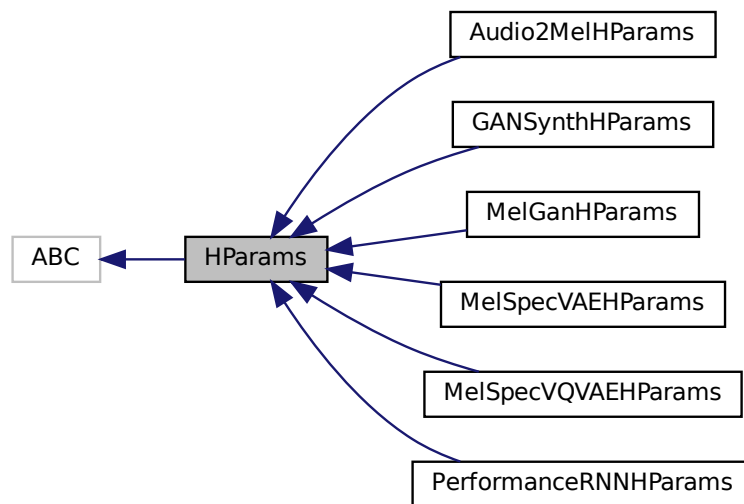 Audio2MelHParams
GANSynthHParams
MelGanHParams
ABC
HParams
MelSpecVAEHParams
MelSpecVQVAEHParams
PerformanceRNNHParams